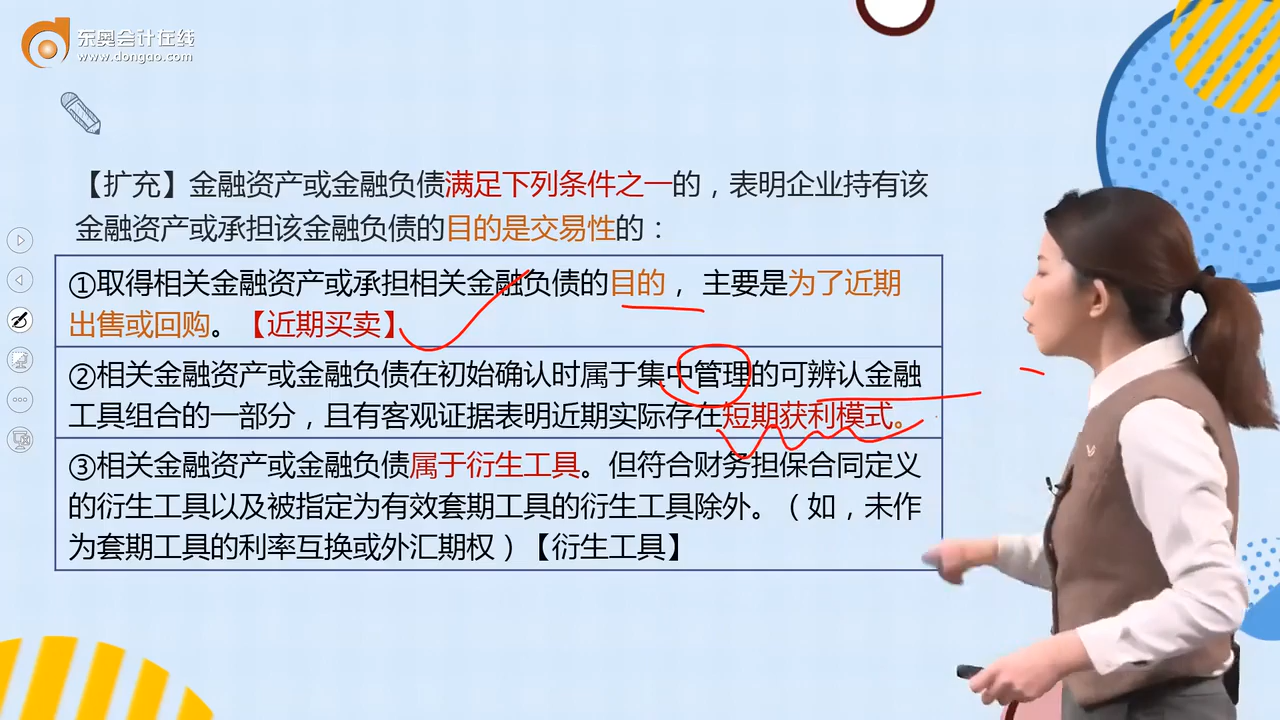 东奥会计在线
www.dongao.com
【扩充】金融资产或金融负债满足下列条件之一的，表明企业持有该
金融资产或承担该金融负债的目的是交易性的：
①取得相关金融资产或承担相关金融负债的目的，主要是为了近期
出售或回购。【近期买卖】
②相关金融资产或金融负债在初始确认时属于集中管理的可辨认金融
工具组合的一部分，且有客观证据表明近期实际存在短期获利模式。
③相关金融资产或金融负债属于衍生工具。但符合财务担保合同定义
的衍生工具以及被指定为有效套期工具的衍生工具除外。（如，未作
为套期工具的利率互换或外汇期权）【衍生工具】